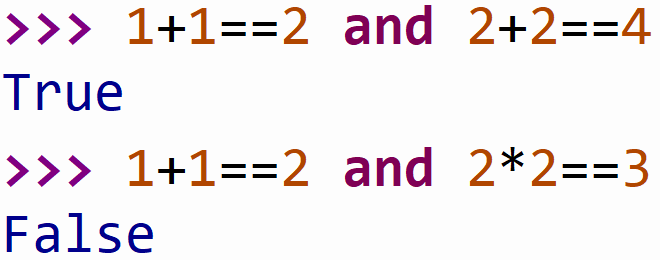 >>> 1+1==2 and 2+2==4
True
>>> 1+1==2 and 2*2==3
False